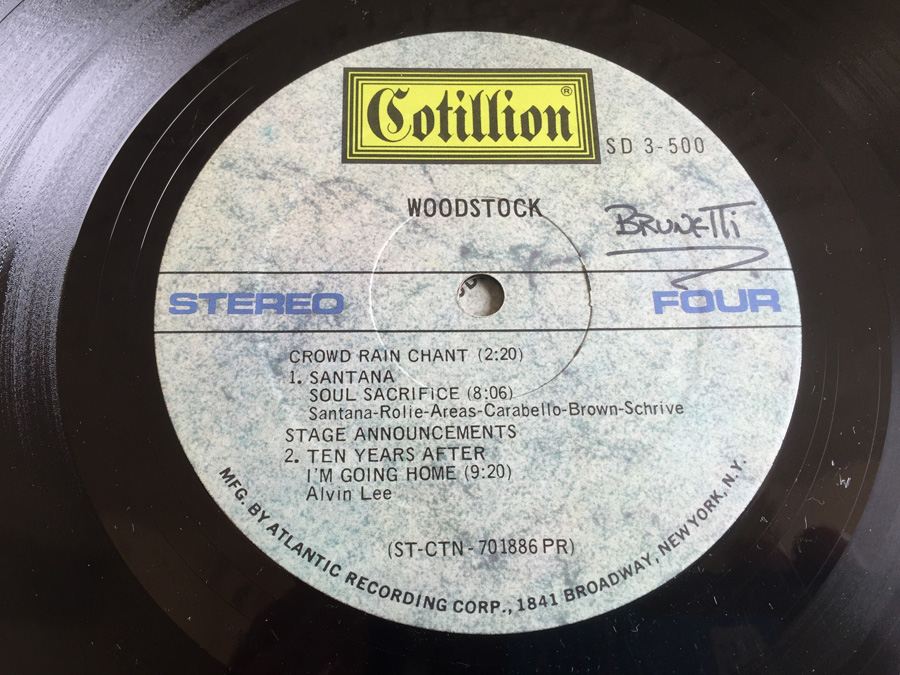 Cotillion®
SD 3-500
WOODSTOCK
BRUNETTI
STEREO FOUR
CROWD RAIN CHANT (2:20)
1. SANTANA
SOUL SACRIFICE (8:06)
Santana-Rolie-Areas-Carabello-Brown-Schrive
STAGE ANNOUNCEMENTS
2. TEN YEARS AFTER
I'M GOING HOME (9:20)
Alvin Lee
(ST-CTN-701886 PR)
MFG. BY ATLANTIC RECORDING CORP., 1841 BROADWAY, NEW YORK, N.Y.